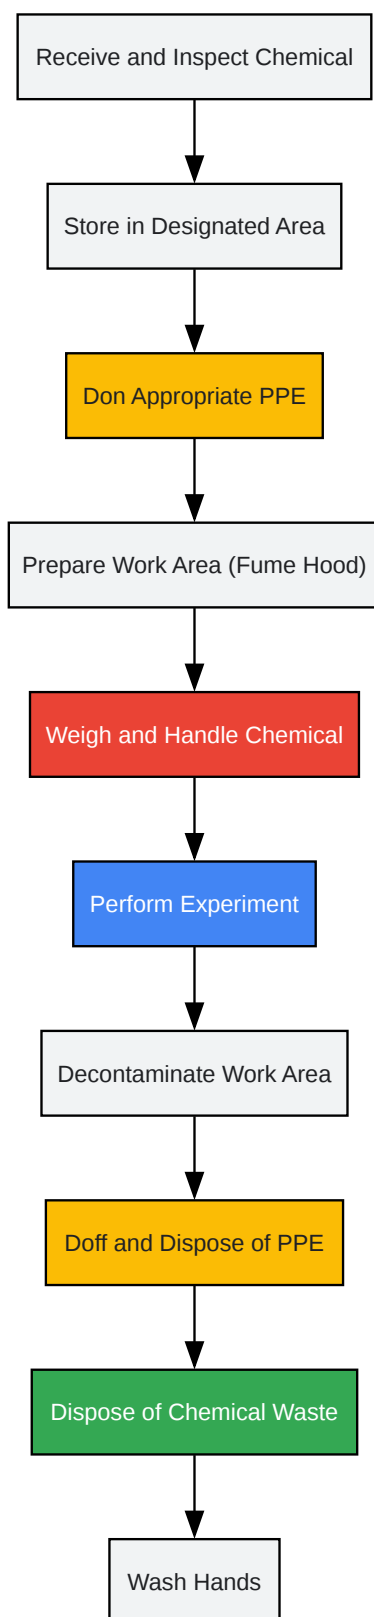 Receive and Inspect Chemical
Store in Designated Area
Don Appropriate PPE
Prepare Work Area (Fume Hood)
Weigh and Handle Chemical
Perform Experiment
Decontaminate Work Area
Doff and Dispose of PPE
Dispose of Chemical Waste
Wash Hands